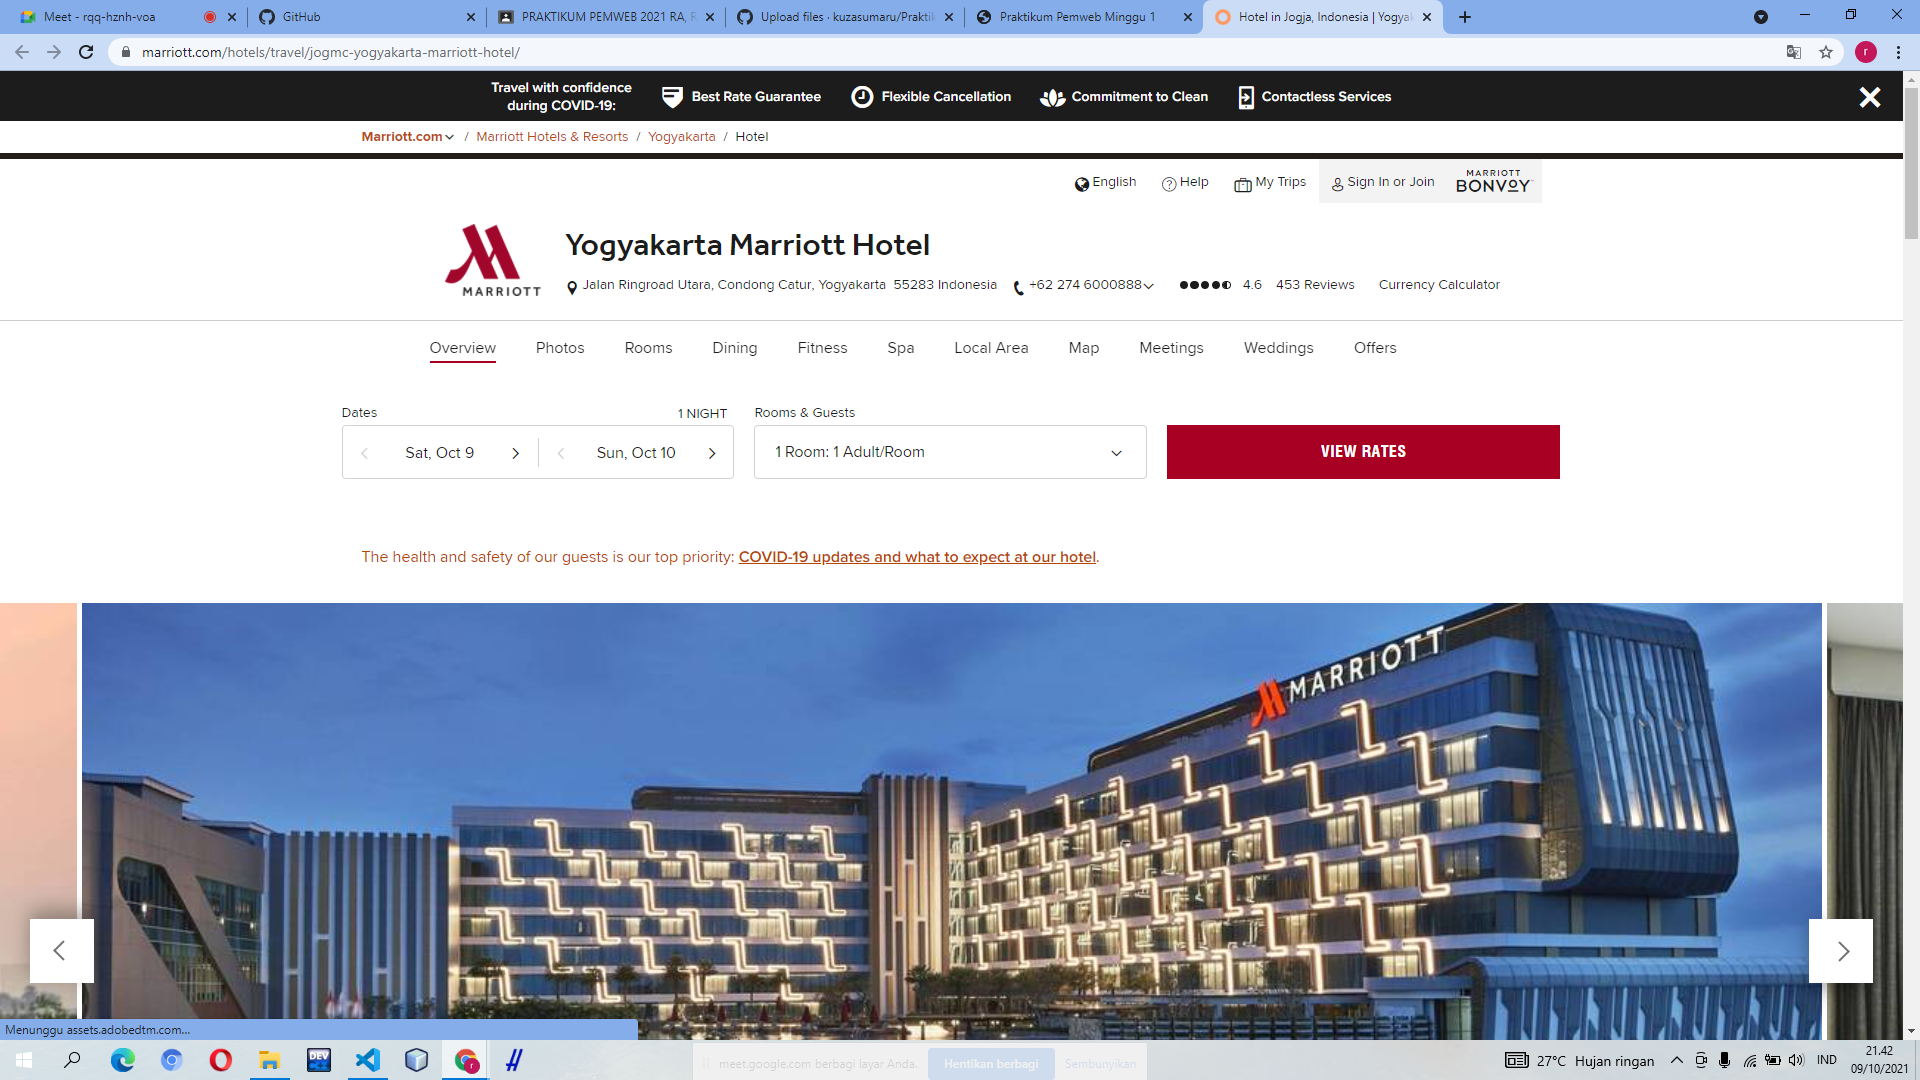 Meet - rqq-hznh-voa
GitHub
PRAKTIKUM PEMWEB 2021 RA, R
Upload files · kuzasumaru/Prakti
Praktikum Pemweb Minggu 1
Hotel in Jogja, Indonesia | Yogyak
marriott.com/hotels/travel/jogmc-yogyakarta-marriott-hotel/
r
Travel with confidence
during COVID-19:
Best Rate Guarantee
Flexible Cancellation
Commitment to Clean
Contactless Services
Marriott.com / Marriott Hotels & Resorts / Yogyakarta / Hotel
English
Help
My Trips
Sign In or Join
MARRIOTT
BONVOY
Yogyakarta Marriott Hotel
MARRIOTT
Jalan Ringroad Utara, Condong Catur, Yogyakarta 55283 Indonesia
+62 274 6000888
4.6
453 Reviews
Currency Calculator
Overview
Photos
Rooms
Dining
Fitness
Spa
Local Area
Map
Meetings
Weddings
Offers
Dates
1 NIGHT
Rooms & Guests
Sat, Oct 9
Sun, Oct 10
1 Room: 1 Adult/Room
VIEW RATES
The health and safety of our guests is our top priority: COVID-19 updates and what to expect at our hotel.
MARRIOTT
Menunggu assets.adobedtm.com...
DEV
r
meet.google.com berbagi layar Anda.
Hentikan berbagi
Sembunyikan
27°C Hujan ringan
IND
21.42
09/10/2021